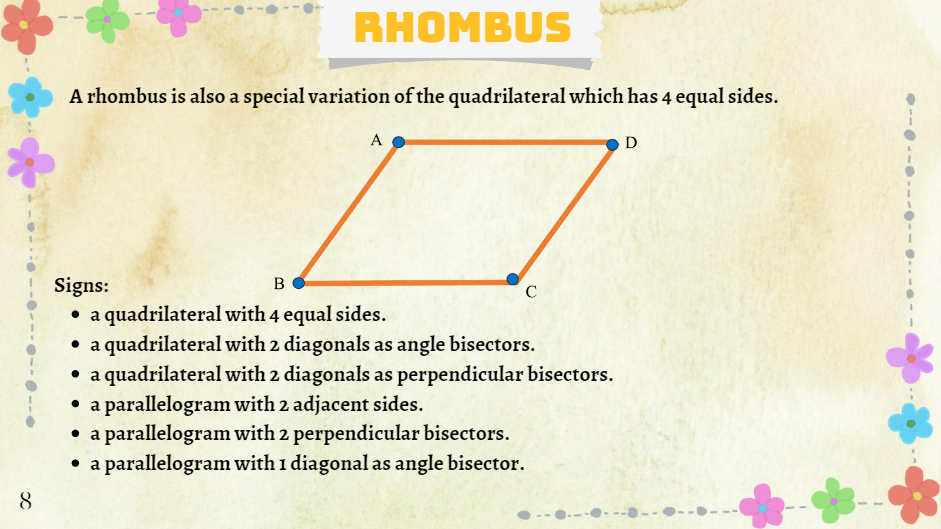 RHOMBUS
A rhombus is also a special variation of the quadrilateral which has 4 equal sides.
A
D
B
C
Signs:
a quadrilateral with 4 equal sides.
a quadrilateral with 2 diagonals as angle bisectors.
a quadrilateral with 2 diagonals as perpendicular bisectors.
a parallelogram with 2 adjacent sides.
a parallelogram with 2 perpendicular bisectors.
a parallelogram with 1 diagonal as angle bisector.
8